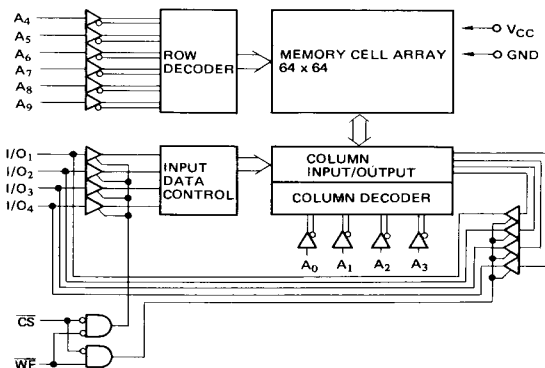 A4
A5
A6
A7
A8
A9
ROW
DECODER
MEMORY CELL ARRAY
64 x 64
VCC
GND
I/O1
I/O2
I/O3
I/O4
INPUT
DATA
CONTROL
COLUMN
INPUT/OUTPUT
COLUMN DECODER
A0
A1
A2
A3
CS
WE